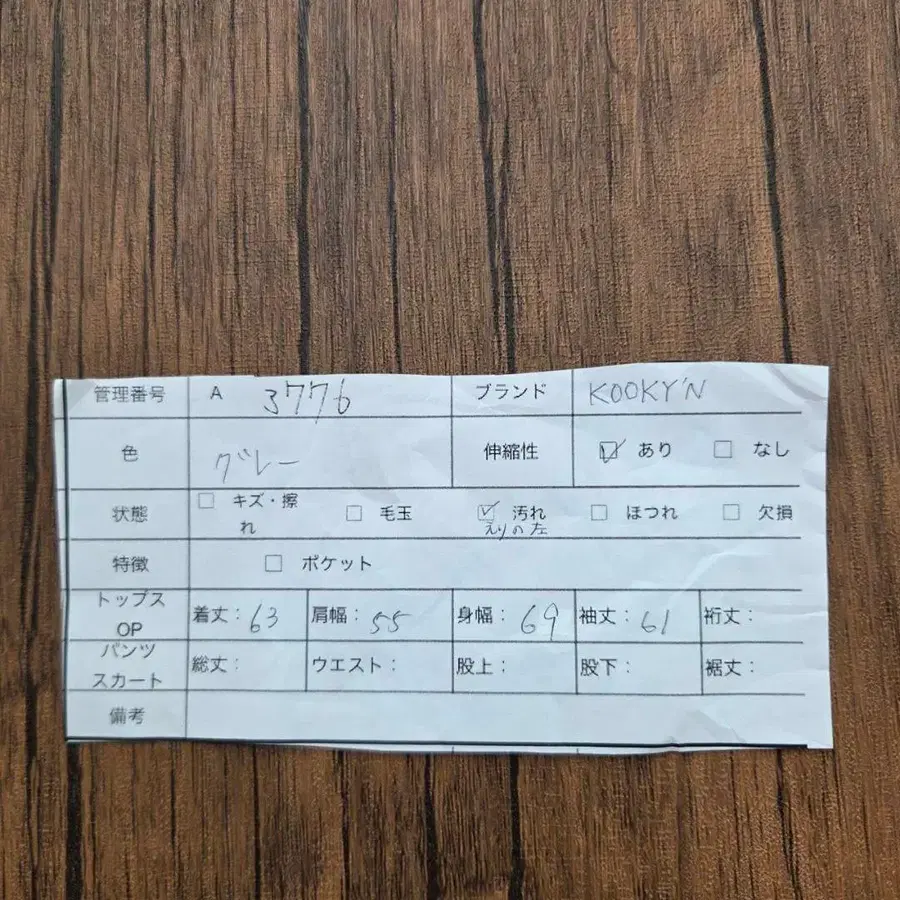 管理番号 A 3776 ブランド KOOKY'N
色 グレー 伸縮性 ☑ あり ☐ なし
状態 ☐ キズ・擦れ ☐ 毛玉 ☑ 汚れ えりの左 ☐ ほつれ ☐ 欠損
特徴 ☐ ポケット
トップス OP 着丈: 63 肩幅: 55 身幅: 69 袖丈: 61 裄丈:
パンツ スカート 総丈: ウエスト: 股上: 股下: 裾丈:
備考